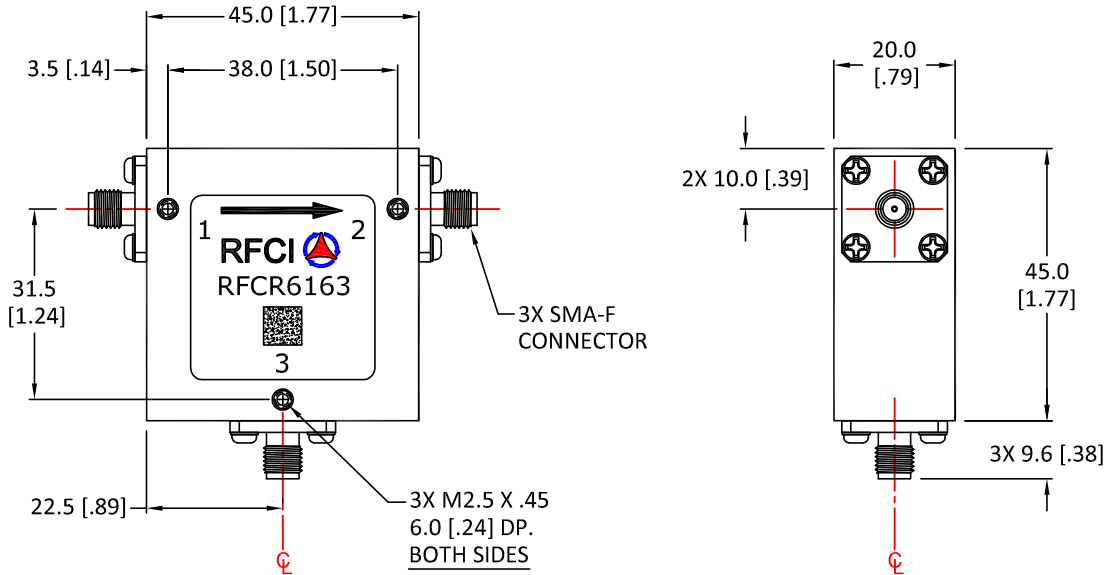 45.0 [1.77]
3.5 [.14]
38.0 [1.50]
1
2
RFCI
RFCR6163
3
31.5
[1.24]
3X SMA-F
CONNECTOR
22.5 [.89]
3X M2.5 X .45
6.0 [.24] DP.
BOTH SIDES
CL
20.0
[.79]
2X 10.0 [.39]
45.0
[1.77]
3X 9.6 [.38]
CL